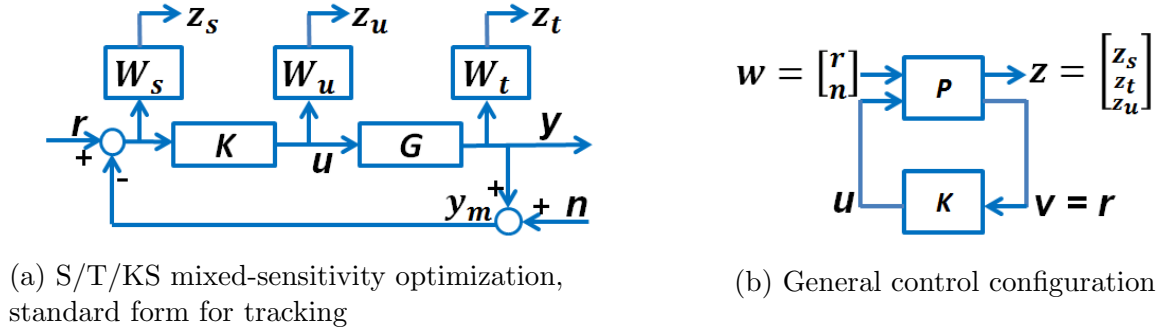 z_s z_u z_t
W_s W_u W_t
r + - K u G y
y_m + + n
w = [r n] P z = [z_s z_t z_u]
u K v = r
(a) S/T/KS mixed-sensitivity optimization,
standard form for tracking
(b) General control configuration